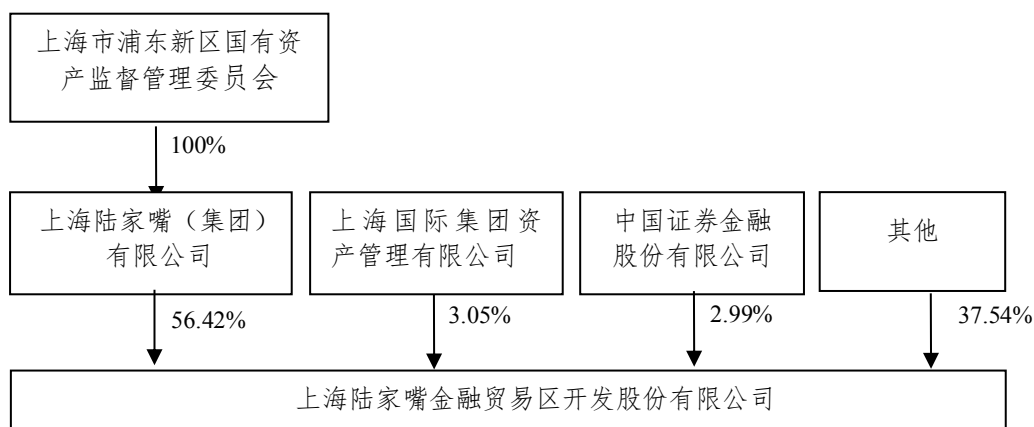 上海市浦东新区国有资
产监督管理委员会
100%
上海陆家嘴（集团）
有限公司
上海国际集团资
产管理有限公司
中国证券金融
股份有限公司
其他
56.42%
3.05%
2.99%
37.54%
上海陆家嘴金融贸易区开发股份有限公司